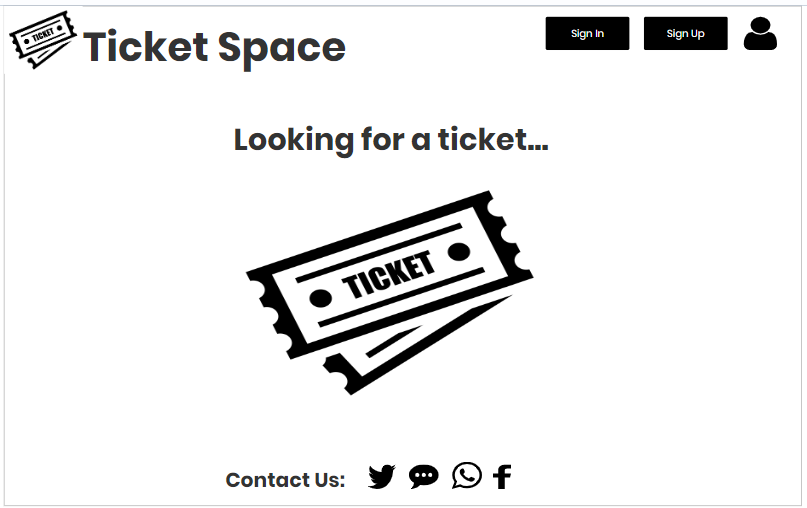 TICKET
Ticket Space
Sign In
Sign Up
Looking for a ticket...
TICKET
Contact Us: